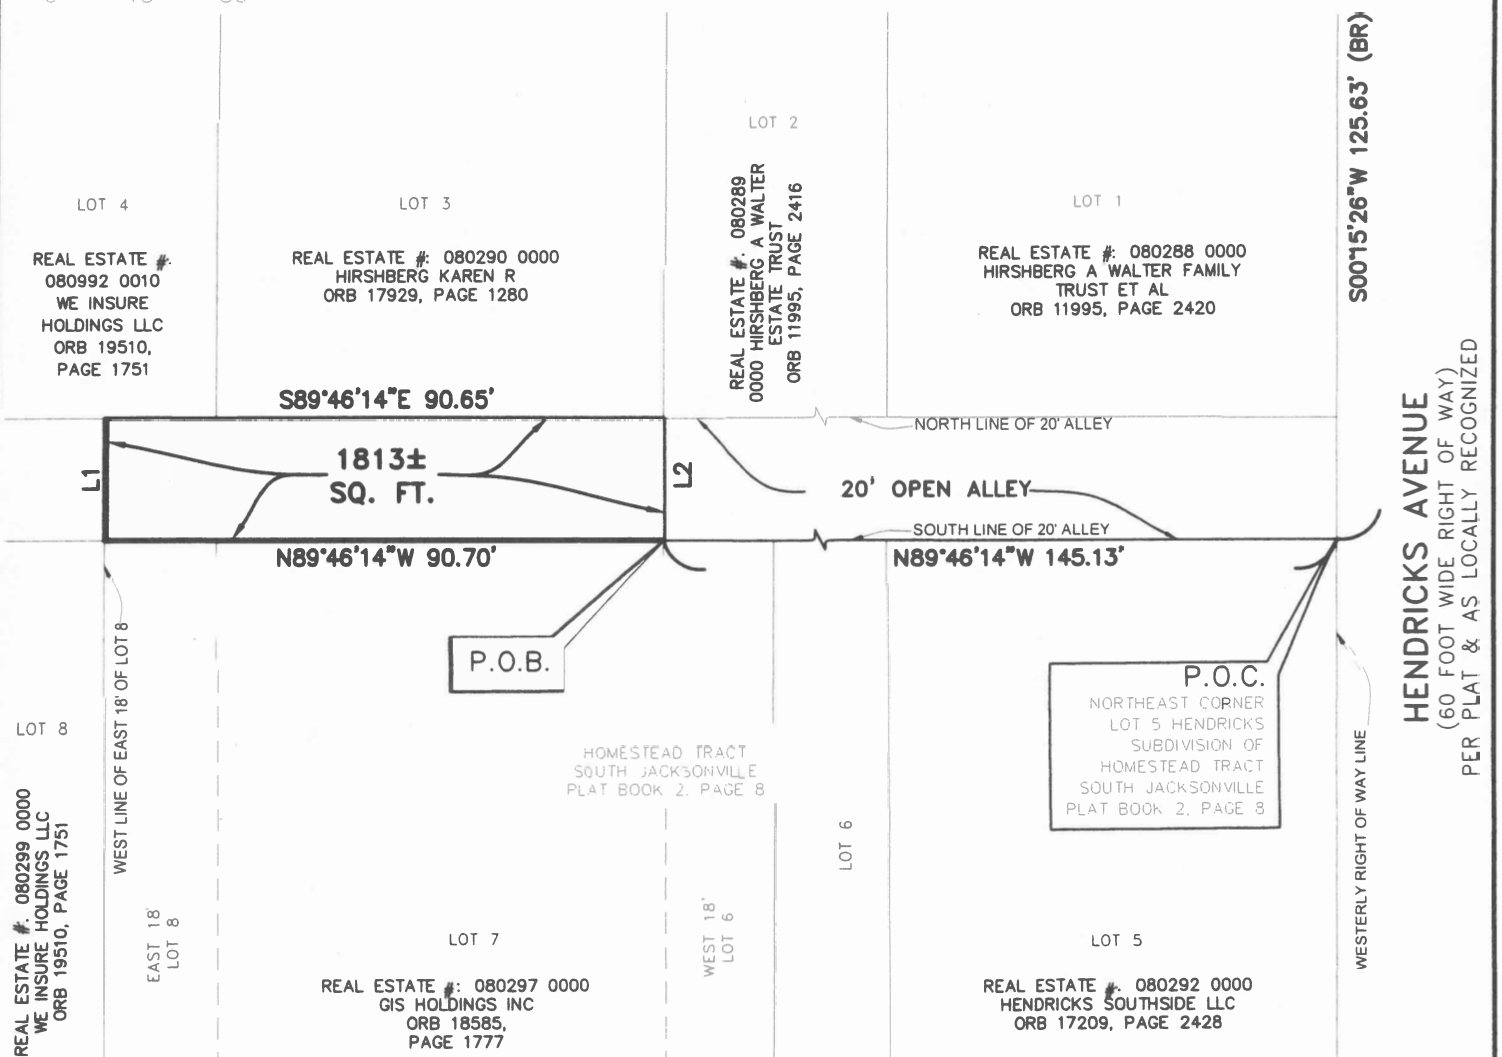 S00°15'26"W 125.63' (BR)
LOT 2
LOT 4
LOT 3
LOT 1
REAL ESTATE #:
080992 0010
WE INSURE
HOLDINGS LLC
ORB 19510,
PAGE 1751
REAL ESTATE #: 080290 0000
HIRSHBERG KAREN R
ORB 17929, PAGE 1280
REAL ESTATE #: 080289
0000 HIRSHBERG A WALTER
ESTATE TRUST
ORB 11995, PAGE 2416
REAL ESTATE #: 080288 0000
HIRSHBERG A WALTER FAMILY
TRUST ET AL
ORB 11995, PAGE 2420
S89°46'14"E 90.65'
NORTH LINE OF 20' ALLEY
L1
1813±
SQ. FT.
L2
20' OPEN ALLEY
SOUTH LINE OF 20' ALLEY
N89°46'14"W 90.70'
N89°46'14"W 145.13'
HENDRICKS AVENUE
(60 FOOT WIDE RIGHT OF WAY)
PER PLAT & AS LOCALLY RECOGNIZED
P.O.B.
P.O.C.
NORTHEAST CORNER
LOT 5 HENDRICKS
SUBDIVISION OF
HOMESTEAD TRACT
SOUTH JACKSONVILLE
PLAT BOOK 2, PAGE 8
WEST LINE OF EAST 18' OF LOT 8
LOT 8
HOMESTEAD TRACT
SOUTH JACKSONVILLE
PLAT BOOK 2, PAGE 8
WESTERLY RIGHT OF WAY LINE
REAL ESTATE #: 080299 0000
WE INSURE HOLDINGS LLC
ORB 19510, PAGE 1751
EAST 18'
LOT 8
LOT 6
WEST 18'
LOT 6
LOT 7
REAL ESTATE #: 080297 0000
GIS HOLDINGS INC
ORB 18585,
PAGE 1777
LOT 5
REAL ESTATE #: 080292 0000
HENDRICKS SOUTHSIDE LLC
ORB 17209, PAGE 2428